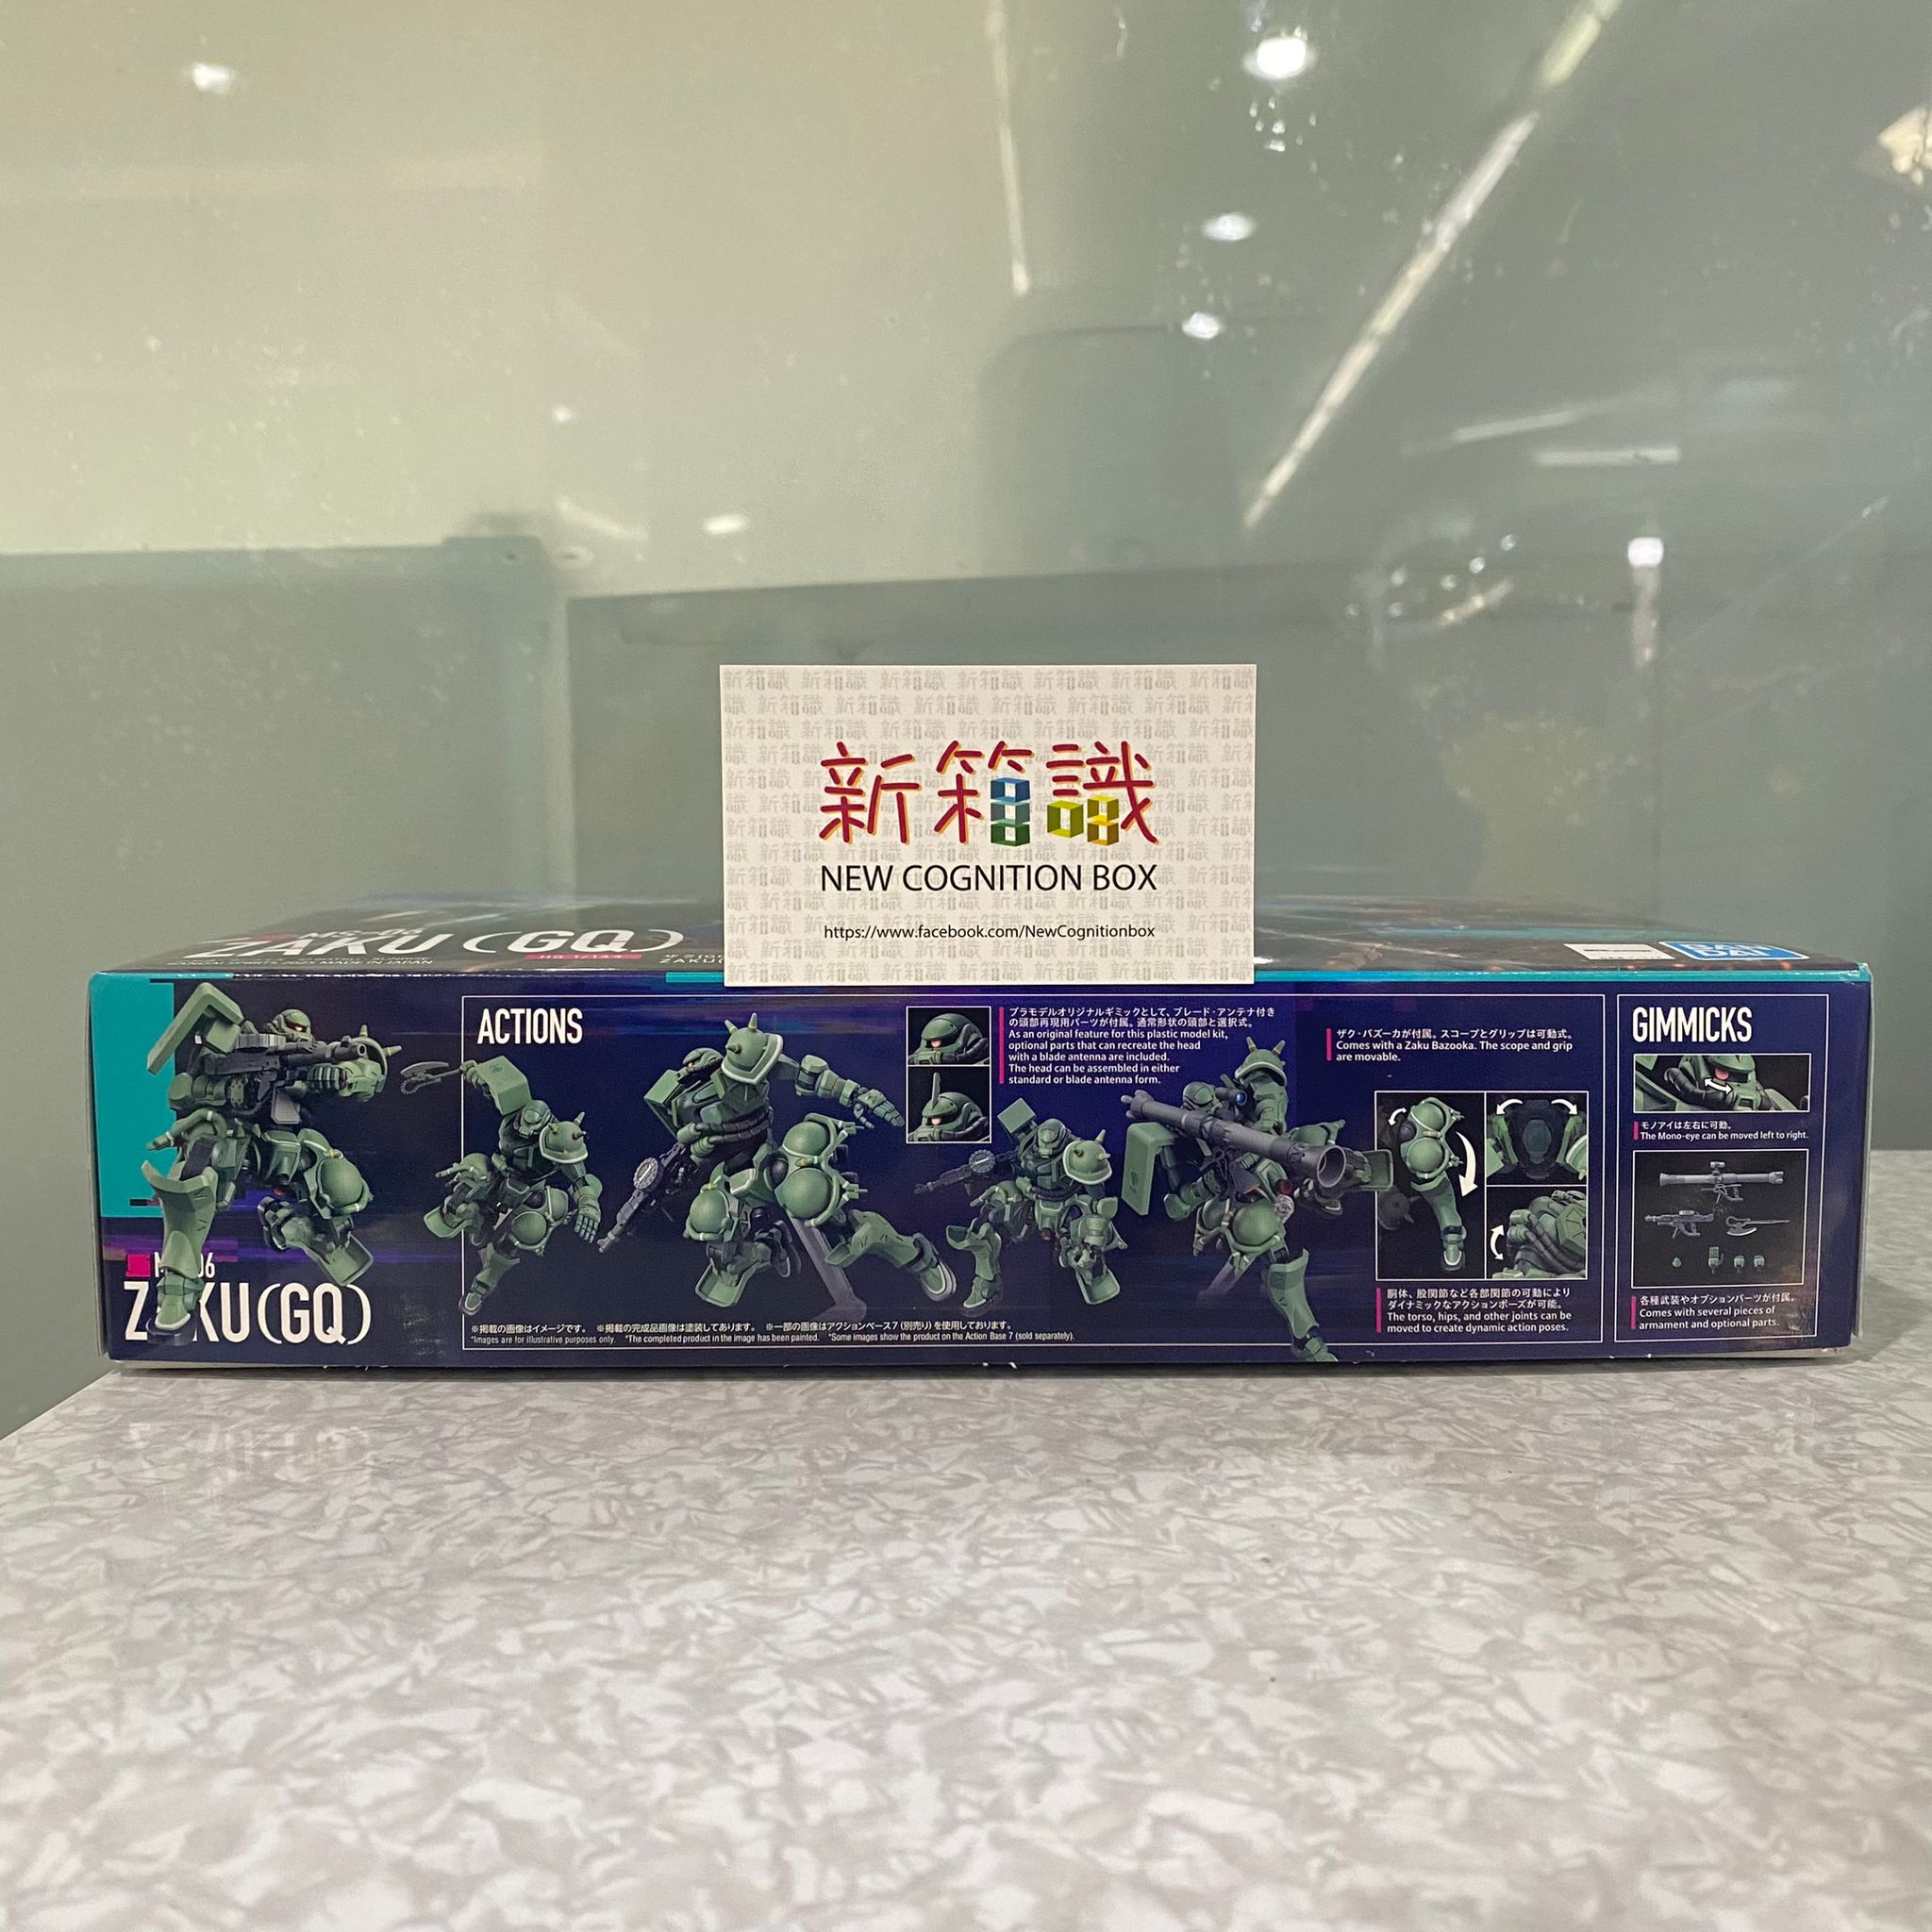 新箱識
NEW COGNITION BOX
https://www.facebook.com/NewCognitionbox
MS-06
ZAKU (GQ)
HG 1/144
MADE IN JAPAN
ACTIONS
プラモデルオリジナルギミックとして、ブレード・アンテナ付き
の頭部再現用パーツが付属。通常形状の頭部と選択式。
As an original feature for this plastic model kit,
optional parts that can recreate the head
with a blade antenna are included.
The head can be assembled in either
standard or blade antenna form.
ザク・バズーカが付属。スコープとグリップは可動式。
Comes with a Zaku Bazooka. The scope and grip
are movable.
胴体、股関節など各部関節の可動により
ダイナミックなアクションポーズが可能。
The torso, hips, and other joints can be
moved to create dynamic action poses.
※掲載の画像はイメージです。 ※掲載の完成品画像は塗装してあります。 ※一部の画像はアクションベース7（別売り）を使用しております。
*Images are for illustrative purposes only. *The completed product in the image has been painted. *Some images show the product on the Action Base 7 (sold separately).
GIMMICKS
モノアイは左右に可動。
The Mono-eye can be moved left to right.
各種武装やオプションパーツが付属。
Comes with several pieces of
armament and optional parts.
ZAKU(GQ)